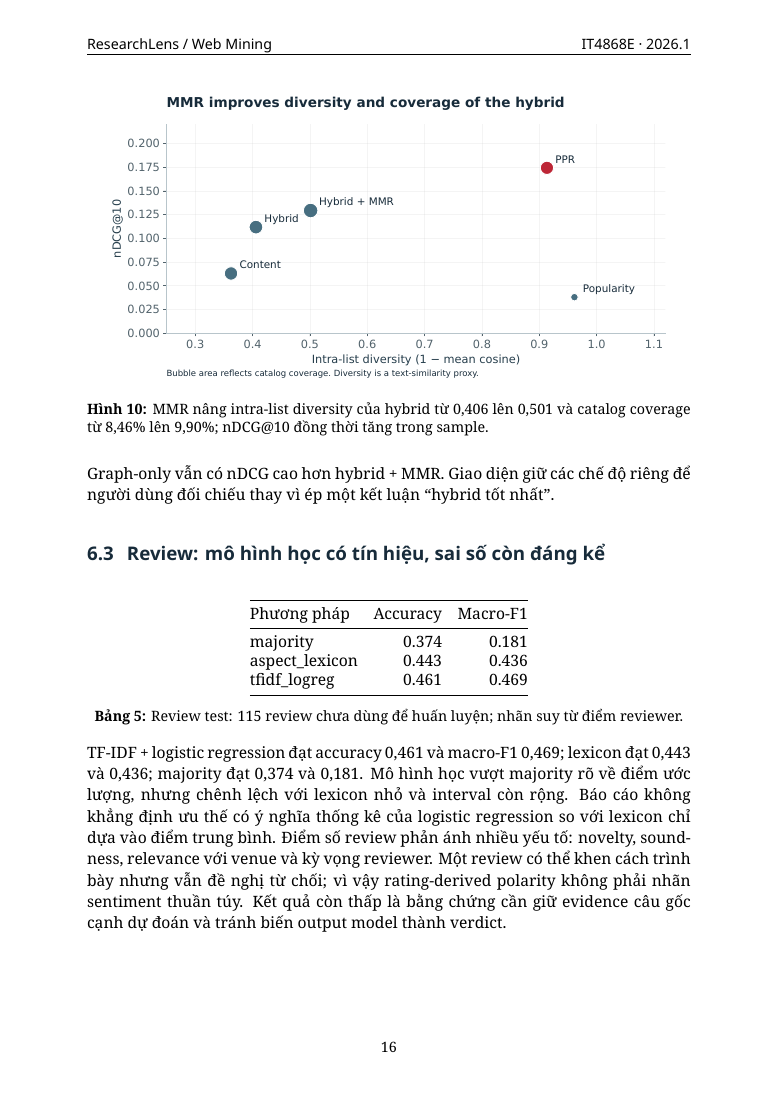 ResearchLens / Web Mining IT4868E · 2026.1
MMR improves diversity and coverage of the hybrid
0.200
0.175
0.150
0.125
0.100
0.075
0.050
0.025
0.000
nDCG@10
PPR
Hybrid + MMR
Hybrid
Content
Popularity
0.3 0.4 0.5 0.6 0.7 0.8 0.9 1.0 1.1
Intra-list diversity (1 − mean cosine)
Bubble area reflects catalog coverage. Diversity is a text-similarity proxy.
Hình 10: MMR nâng intra-list diversity của hybrid từ 0,406 lên 0,501 và catalog coverage
từ 8,46% lên 9,90%; nDCG@10 đồng thời tăng trong sample.
Graph-only vẫn có nDCG cao hơn hybrid + MMR. Giao diện giữ các chế độ riêng để
người dùng đối chiếu thay vì ép một kết luận “hybrid tốt nhất”.
6.3 Review: mô hình học có tín hiệu, sai số còn đáng kể
Phương pháp Accuracy Macro-F1
majority 0.374 0.181
aspect_lexicon 0.443 0.436
tfidf_logreg 0.461 0.469
Bảng 5: Review test: 115 review chưa dùng để huấn luyện; nhãn suy từ điểm reviewer.
TF-IDF + logistic regression đạt accuracy 0,461 và macro-F1 0,469; lexicon đạt 0,443
và 0,436; majority đạt 0,374 và 0,181. Mô hình học vượt majority rõ về điểm ước
lượng, nhưng chênh lệch với lexicon nhỏ và interval còn rộng. Báo cáo không
khẳng định ưu thế có ý nghĩa thống kê của logistic regression so với lexicon chỉ
dựa vào điểm trung bình. Điểm số review phản ánh nhiều yếu tố: novelty, sound-
ness, relevance với venue và kỳ vọng reviewer. Một review có thể khen cách trình
bày nhưng vẫn đề nghị từ chối; vì vậy rating-derived polarity không phải nhãn
sentiment thuần túy. Kết quả còn thấp là bằng chứng cần giữ evidence câu gốc
cạnh dự đoán và tránh biến output model thành verdict.
16